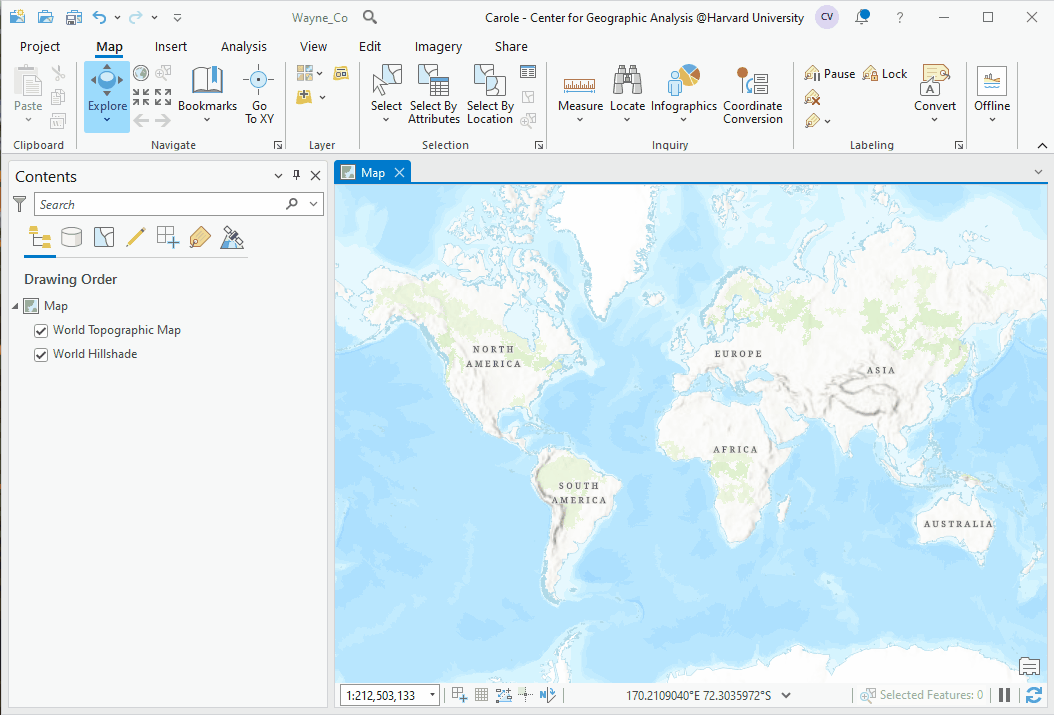 Wayne_Co
Carole - Center for Geographic Analysis @Harvard University
CV
?
Project
Map
Insert
Analysis
View
Edit
Imagery
Share
Paste
Explore
Bookmarks
Go
To XY
Select
Select By
Attributes
Select By
Location
Measure
Locate
Infographics
Coordinate
Conversion
Pause
Lock
Convert
Offline
Clipboard
Navigate
Layer
Selection
Inquiry
Labeling
Contents
Search
Drawing Order
Map
World Topographic Map
World Hillshade
Map
NORTH
AMERICA
EUROPE
ASIA
AFRICA
SOUTH
AMERICA
AUSTRALIA
1:212,503,133
170.2109040°E 72.3035972°S
Selected Features: 0